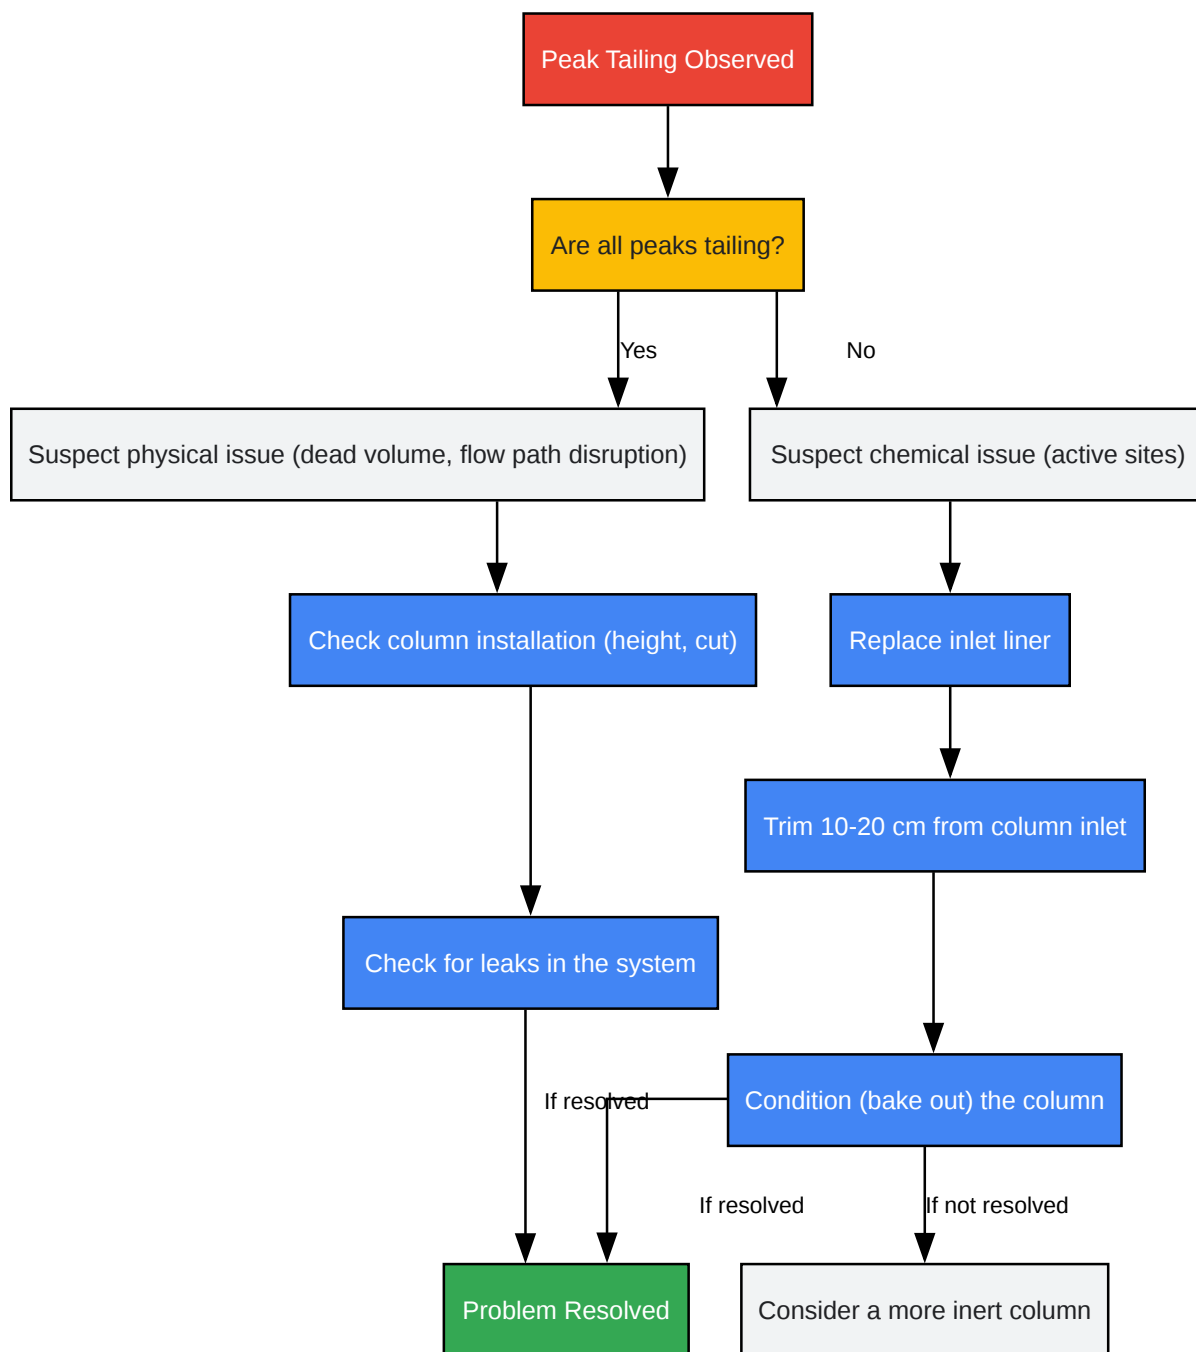 Peak Tailing Observed
Are all peaks tailing?
Yes
No
Suspect physical issue (dead volume, flow path disruption)
Suspect chemical issue (active sites)
Check column installation (height, cut)
Replace inlet liner
Trim 10-20 cm from column inlet
Check for leaks in the system
If resolved
Condition (bake out) the column
If resolved
If not resolved
Problem Resolved
Consider a more inert column